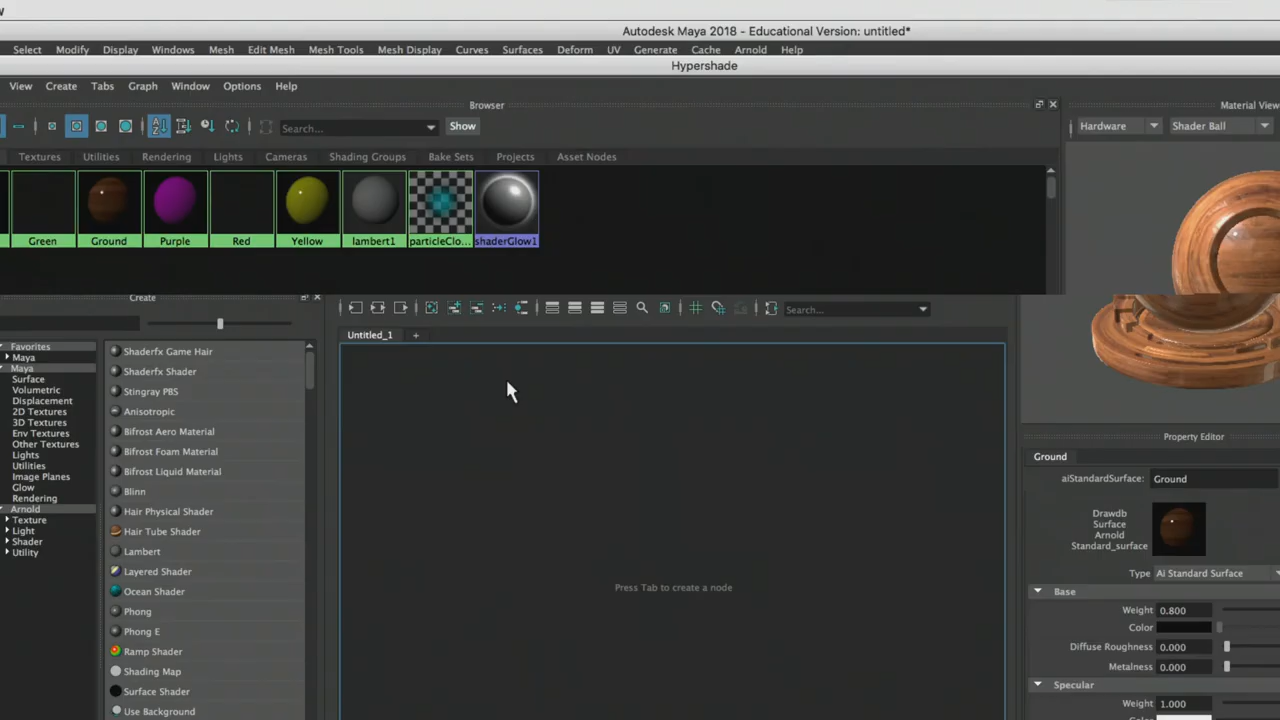 w
Autodesk Maya 2018 - Educational Version: untitled*
Select Modify Display Windows Mesh Edit Mesh Mesh Tools Mesh Display Curves Surfaces Deform UV Generate Cache Arnold Help
Hypershade
View Create Tabs Graph Window Options Help
Browser
Material View
Search... Show
Hardware Shader Ball
Textures Utilities Rendering Lights Cameras Shading Groups Bake Sets Projects Asset Nodes
Green Ground Purple Red Yellow lambert1 particleClo... shaderGlow1
Create
Search...
Untitled_1 +
Favorites
Maya
Maya
Surface
Volumetric
Displacement
2D Textures
3D Textures
Env Textures
Other Textures
Lights
Utilities
Image Planes
Glow
Rendering
Arnold
Texture
Light
Shader
Utility
Shaderfx Game Hair
Shaderfx Shader
Stingray PBS
Anisotropic
Bifrost Aero Material
Bifrost Foam Material
Bifrost Liquid Material
Blinn
Hair Physical Shader
Hair Tube Shader
Lambert
Layered Shader
Ocean Shader
Phong
Phong E
Ramp Shader
Shading Map
Surface Shader
Use Background
Press Tab to create a node
Property Editor
Ground
aiStandardSurface: Ground
Drawdb
Surface
Arnold
Standard_surface
Type Ai Standard Surface
Base
Weight 0.800
Color
Diffuse Roughness 0.000
Metalness 0.000
Specular
Weight 1.000
Color